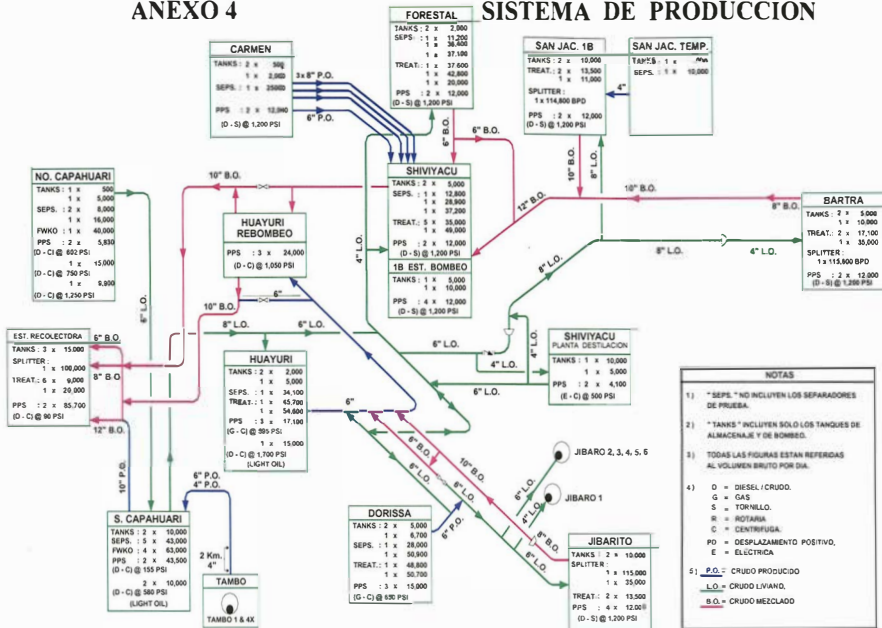 ANEXO 4
SISTEMA DE PRODUCCION
FORESTAL
TANKS : 2 x 2,000
SEPS. : 1 x 11,200
1 x 36,400
1 x 37,100
TREAT.: 1 x 37,600
1 x 42,800
1 x 20,000
PPS : 2 x 12,000
(D - S) @ 1,200 PSI
CARMEN
TANKS : 2 x 500
1 x 2,000
SEPS. : 1 x 25000
PPS : 2 x 12,000
(D - S) @ 1,200 PSI
3 x 8" P.O.
6" P.O.
SAN JAC. 1B
TANKS : 2 x 10,000
TREAT. : 2 x 13,500
1 x 11,000
SPLITTER :
1 x 114,800 BPD
PPS : 2 x 12,000
(D - S) @ 1,200 PSI
4"
SAN JAC. TEMP.
TANKS : 1 x
SEPS. : 1 x 10,000
6" B.O.
6" B.O.
10" B.O.
8" L.O.
NO. CAPAHUARI
TANKS : 1 x 500
1 x 5,000
SEPS. : 2 x 8,000
1 x 16,000
FWKO : 1 x 40,000
PPS : 2 x 5,830
(D - C) @ 602 PSI
1 x 15,000
(D - C) @ 750 PSI
1 x 9,900
(D - C) @ 1,250 PSI
10" B.O.
HUAYURI
REBOMBEO
PPS : 3 x 24,000
(D - C) @ 1,050 PSI
SHIVIYACU
TANKS : 2 x 5,000
SEPS. : 1 x 12,800
1 x 28,900
1 x 37,200
TREAT. : 5 x 35,000
1 x 49,000
PPS : 2 x 12,000
(D - S) @ 1,200 PSI
1B EST. BOMBEO
TANKS : 1 x 5,000
1 x 10,000
PPS : 4 x 12,000
(D - S) @ 1,200 PSI
4" L.O.
12" B.O.
10" B.O.
8" B.O.
BARTRA
TANKS : 2 x 5,000
1 x 10,000
TREAT. : 2 x 17,100
1 x 35,000
SPLITTER :
1 x 115,800 BPD
PPS : 2 x 12,000
(D - S) @ 1,200 PSI
8" L.O.
8" L.O.
4" L.O.
6" L.O.
10" B.O.
6"
EST. RECOLECTORA
TANKS : 3 x 15,000
SPLITTER :
1 x 100,000
TREAT. : 6 x 9,000
1 x 20,000
PPS : 2 x 85,700
(D - C) @ 90 PSI
6" B.O.
8" B.O
12" B.O.
8" L.O.
6" L.O.
HUAYURI
TANKS : 2 x 2,000
1 x 5,000
SEPS. : 1 x 34,100
TREAT. : 1 x 45,700
1 x 54,600
PPS : 3 x 17,100
(G - C) @ 595 PSI
1 x 15,000
(D - C) @ 1,700 PSI
(LIGHT OIL)
6"
6" L.O.
4" L.O.
4" L.O.
6" L.O.
SHIVIYACU
PLANTA DESTILACION
TANKS : 1 x 10,000
1 x 5,000
PPS : 2 x 4,100
(E - C) @ 500 PSI
NOTAS
1) " SEPS. " NO INCLUYEN LOS SEPARADORES
DE PRUEBA.
2) " TANKS " INCLUYEN SOLO LOS TANQUES DE
ALMACENAJE Y DE BOMBEO.
3) TODAS LAS FIGURAS ESTAN REFERIDAS
AL VOLUMEN BRUTO POR DIA.
4) D = DIESEL / CRUDO.
G = GAS
S = TORNILLO.
R = ROTARIA
C = CENTRIFUGA.
PD = DESPLAZAMIENTO POSITIVO,
E = ELECTRICA
5) P.O. = CRUDO PRODUCIDO
L.O. = CRUDO LIVIANO,
B.O. = CRUDO MEZCLADO
10" P.O.
6" P.O.
4" P.O.
S. CAPAHUARI
TANKS : 2 x 10,000
SEPS. : 5 x 43,000
FWKO : 4 x 63,000
PPS : 2 x 43,500
(D - C) @ 155 PSI
2 x 10,000
(D - C) @ 580 PSI
(LIGHT OIL)
2 Km.
4"
TAMBO
TAMBO 1 & 4X
DORISSA
TANKS : 2 x 5,000
1 x 6,700
SEPS. : 1 x 28,000
1 x 50,900
TREAT. : 1 x 48,800
1 x 50,700
PPS : 3 x 15,000
(G - C) @ 650 PSI
6" L.O.
6" B.O.
10" B.O.
6" L.O.
6" P.O.
6" L.O.
4" L.O.
8" B.O.
6" L.O.
JIBARO 2, 3, 4, 5, 6
JIBARO 1
JIBARITO
TANKS : 2 x 10.000
SPLITTER :
1 x 115,000
1 x 35,000
TREAT. : 2 x 13,500
PPS : 4 x 12,000
(D - S) @ 1,200 PSI